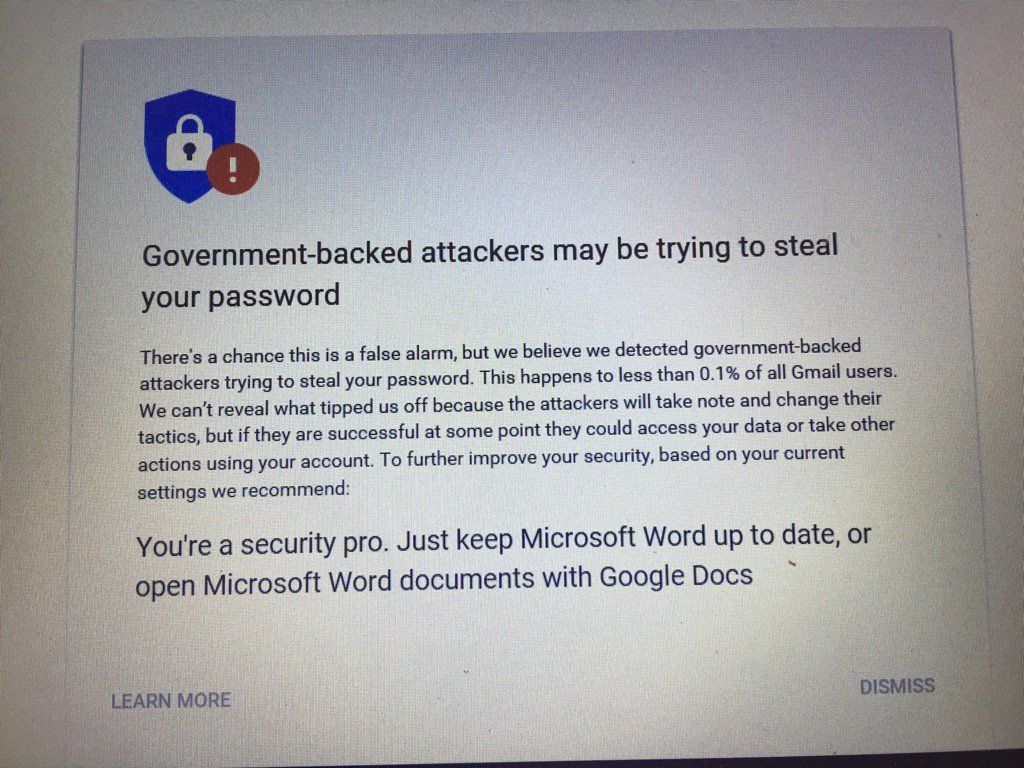 Government-backed attackers may be trying to steal
your password
There's a chance this is a false alarm, but we believe we detected government-backed
attackers trying to steal your password. This happens to less than 0.1% of all Gmail users.
We can't reveal what tipped us off because the attackers will take note and change their
tactics, but if they are successful at some point they could access your data or take other
actions using your account. To further improve your security, based on your current
settings we recommend:
You're a security pro. Just keep Microsoft Word up to date, or
open Microsoft Word documents with Google Docs
LEARN MORE
DISMISS